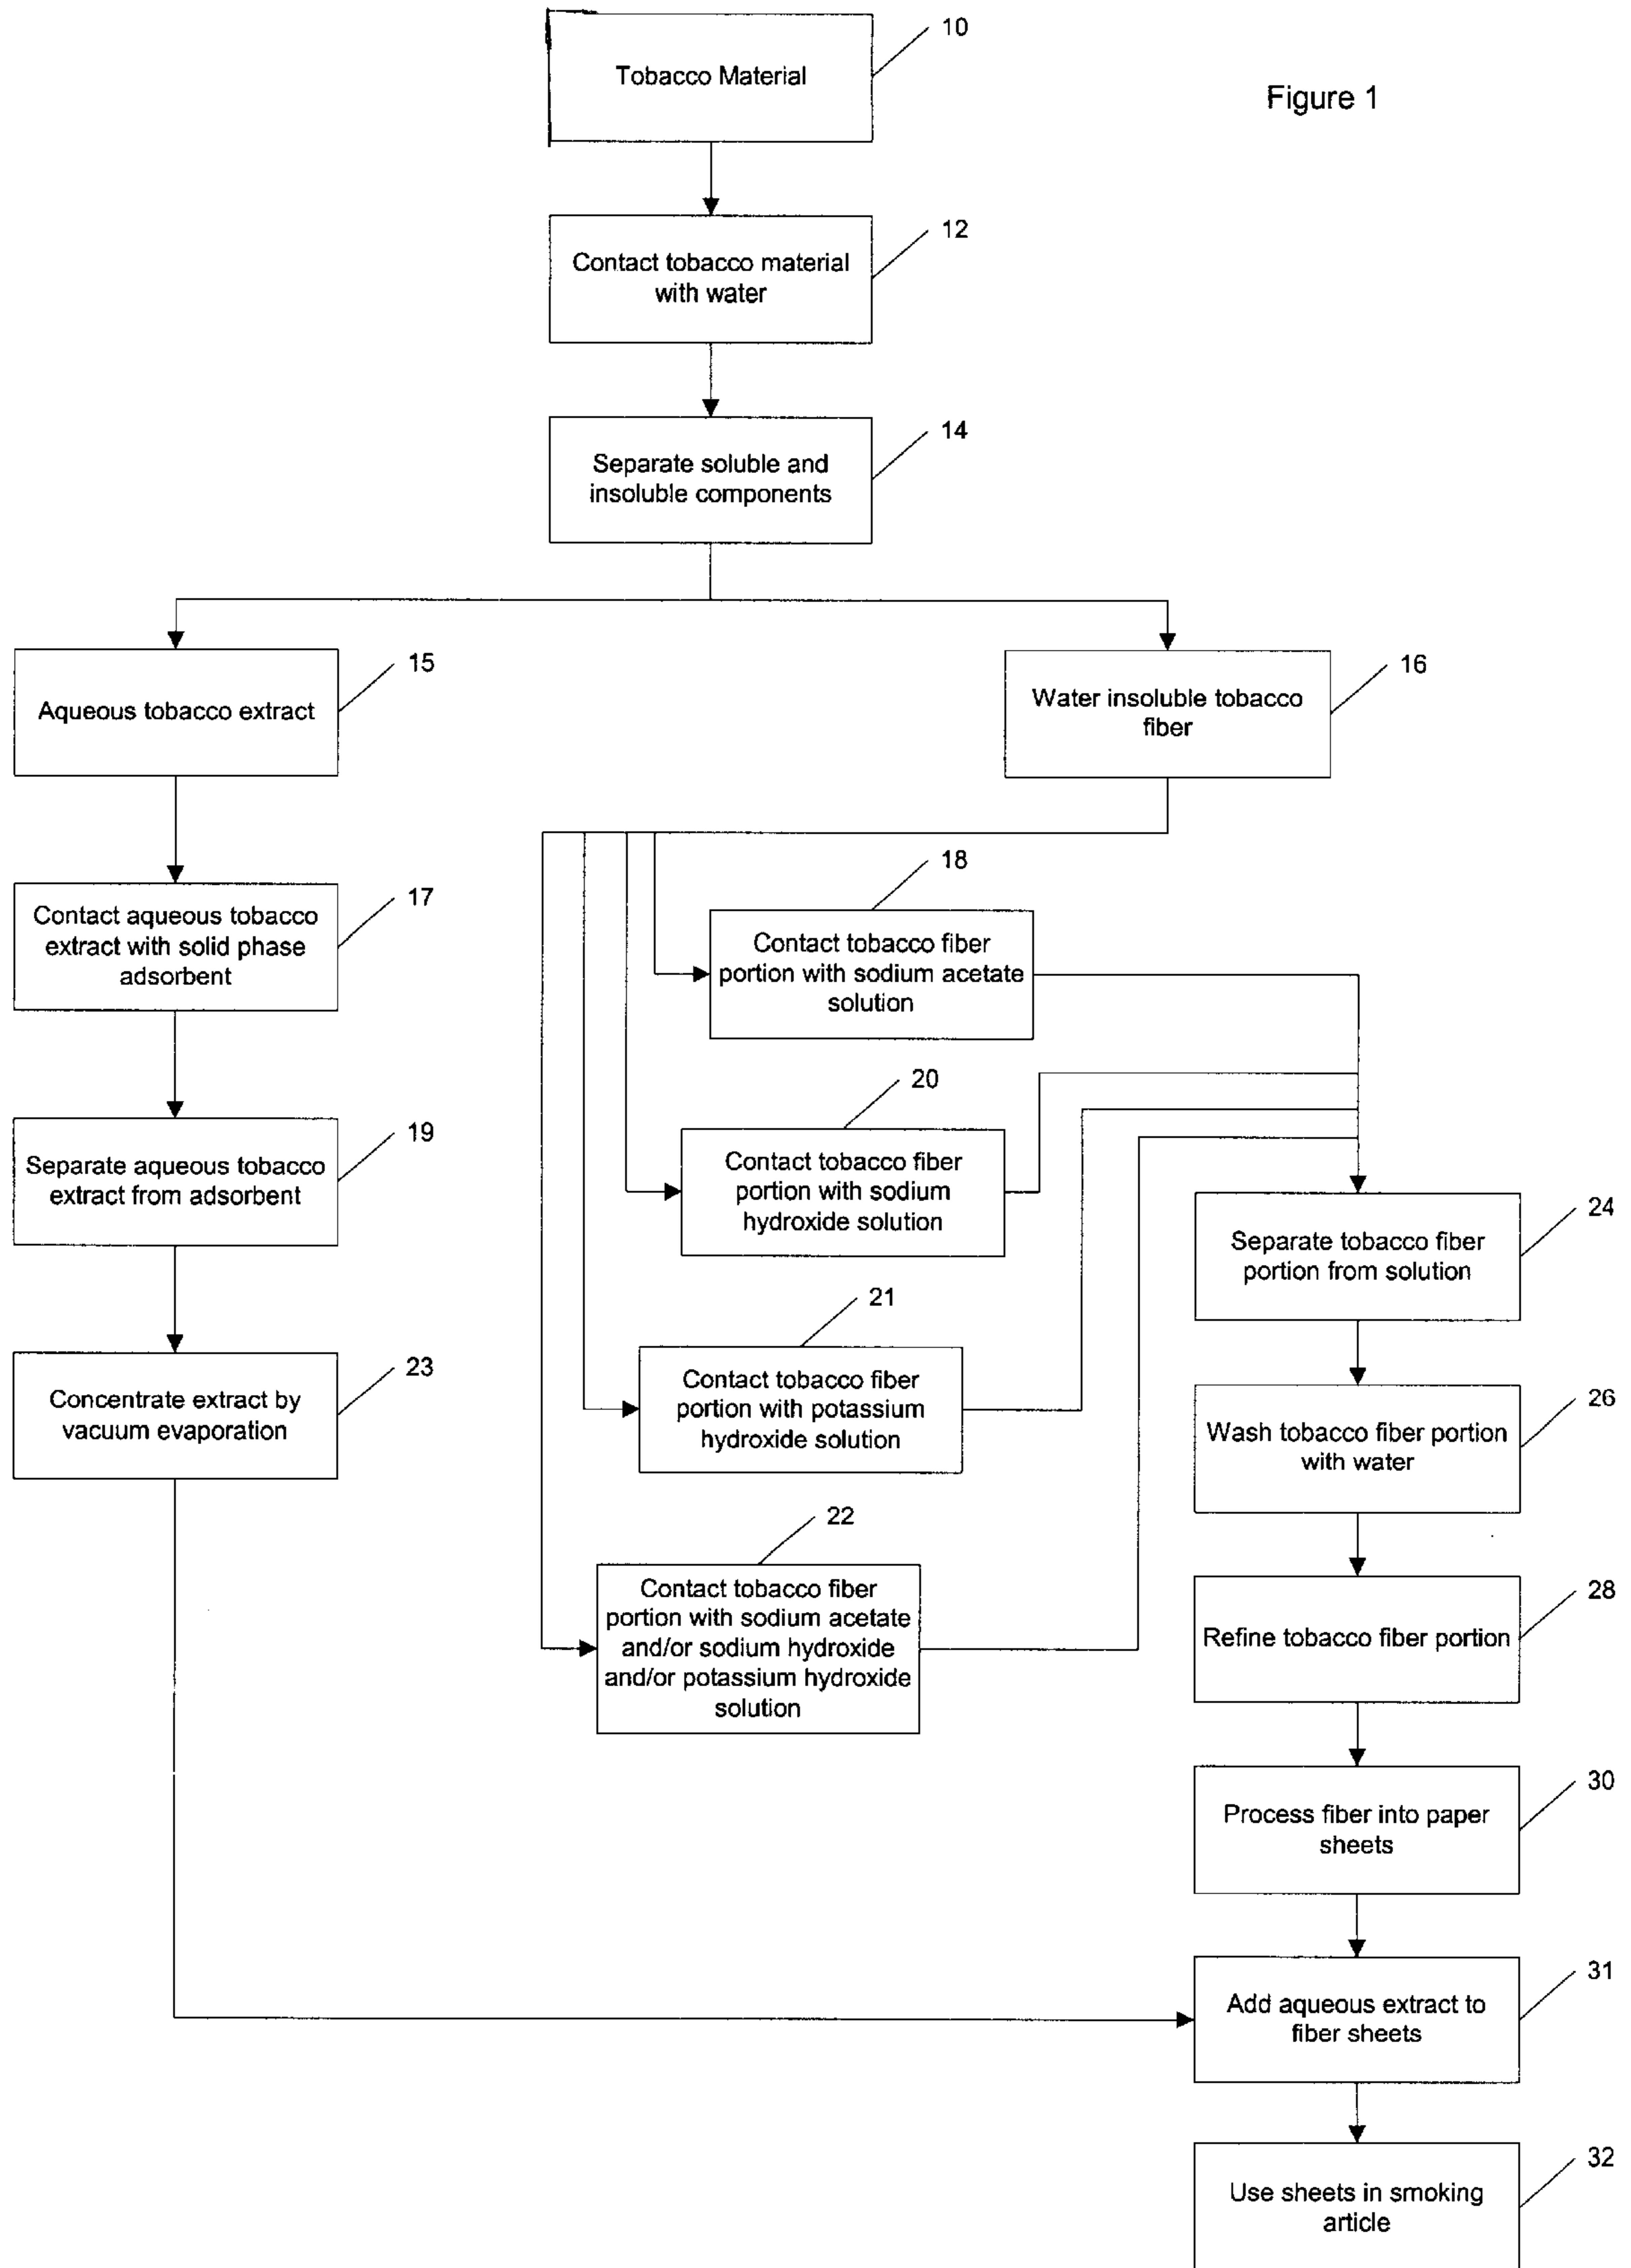 10
Tobacco Material
Figure 1
12
Contact tobacco material
with water
14
Separate soluble and
insoluble components
15
Aqueous tobacco extract
16
Water insoluble tobacco
fiber
17
Contact aqueous tobacco
extract with solid phase
adsorbent
18
Contact tobacco fiber
portion with sodium acetate
solution
19
Separate aqueous tobacco
extract from adsorbent
20
Contact tobacco fiber
portion with sodium
hydroxide solution
21
Contact tobacco fiber
portion with potassium
hydroxide solution
22
Contact tobacco fiber
portion with sodium acetate
and/or sodium hydroxide
and/or potassium hydroxide
solution
23
Concentrate extract by
vacuum evaporation
24
Separate tobacco fiber
portion from solution
26
Wash tobacco fiber portion
with water
28
Refine tobacco fiber portion
30
Process fiber into paper
sheets
31
Add aqueous extract to
fiber sheets
32
Use sheets in smoking
article